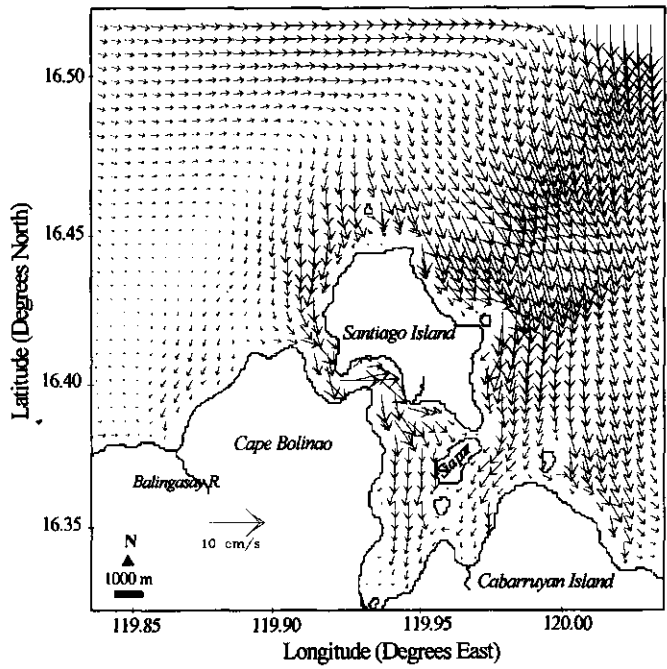 16.50
16.45
Latitude (Degrees North)
Santiago Island
16.40
Cape Bolinao
Siapar
Balingasay R.
10 cm/s
16.35
N
1000 m
Cabarruyan Island
119.85
119.90
119.95
120.00
Longitude (Degrees East)